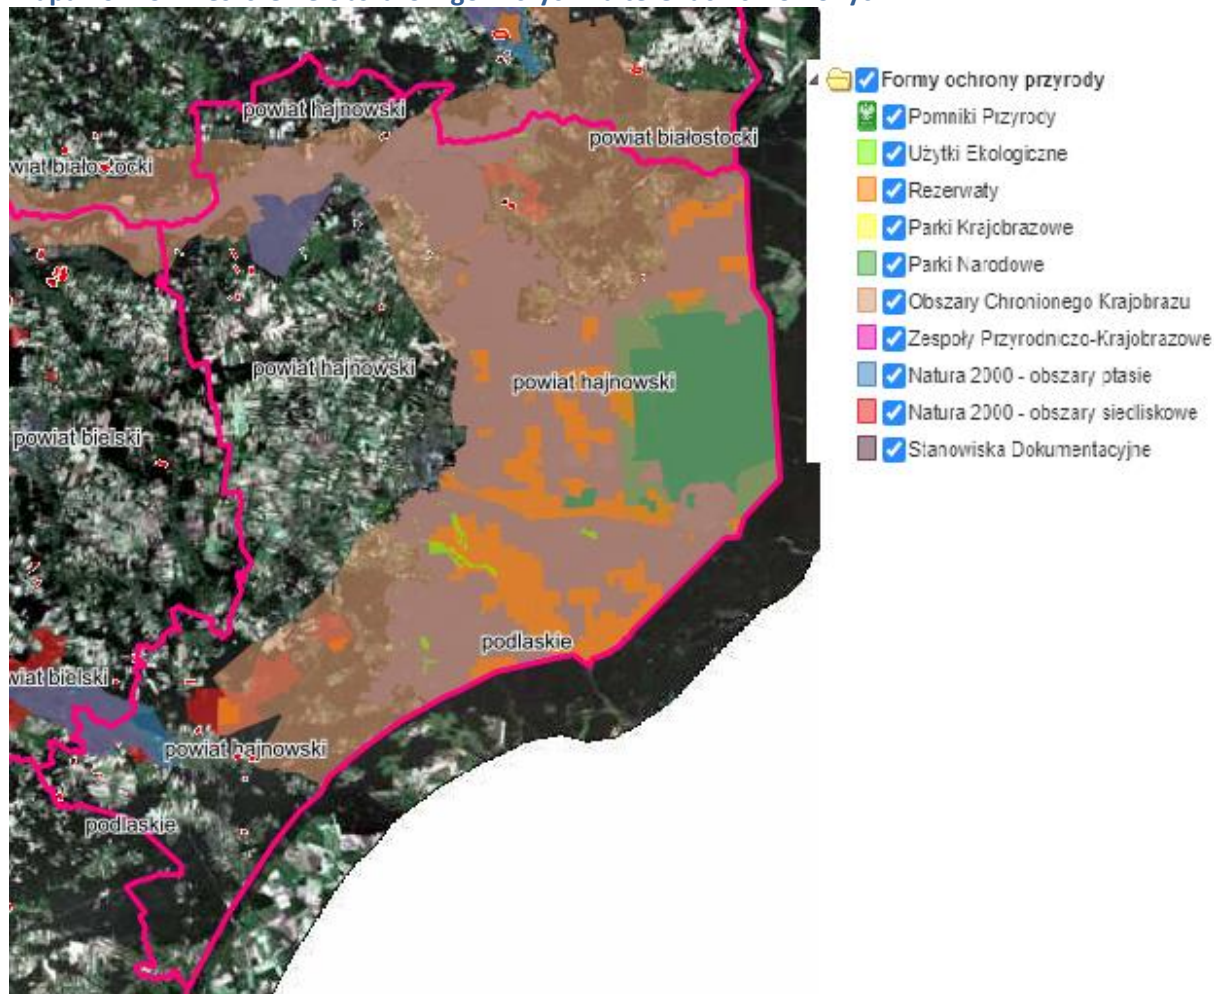 powiat hajnowski
powiat białostocki
wiat białostocki
powiat hajnowski
powiat hajnowski
powiat bielski
podlaskie
wiat bielski
powiat hajnowski
podlaskie
Formy ochrony przyrody
Pomniki Przyrody
Użytki Ekologiczne
Rezerwaty
Parki Krajobrazowe
Parki Narodowe
Obszary Chronionego Krajobrazu
Zespoły Przyrodniczo-Krajobrazowe
Natura 2000 - obszary ptasie
Natura 2000 - obszary siedliskowe
Stanowiska Dokumentacyjne